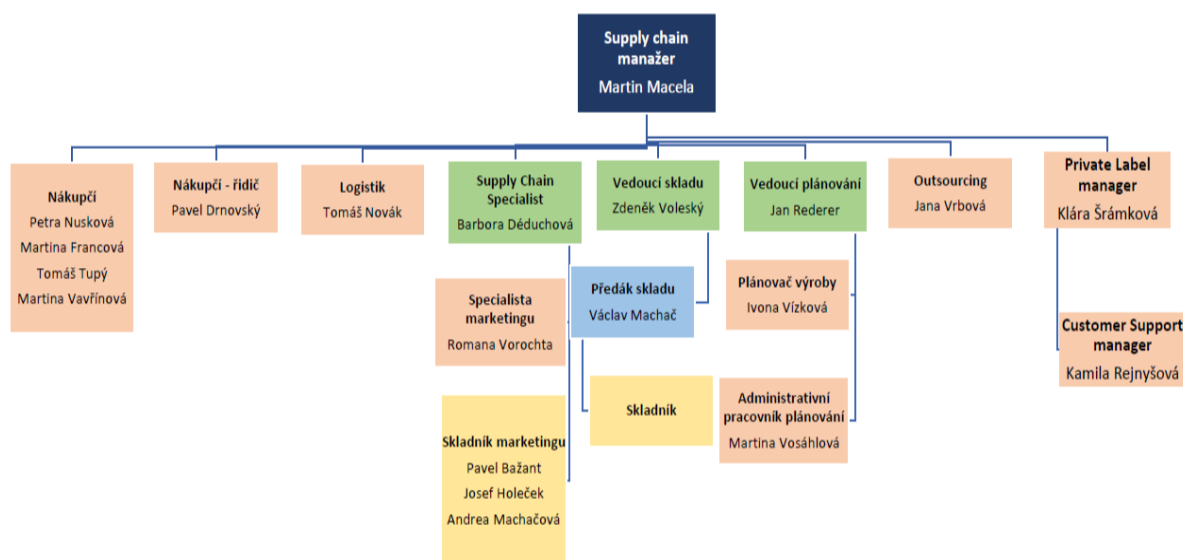 Supply chain
manažer
Martin Macela
Nákupčí
Petra Nusková
Martina Francová
Tomáš Tupý
Martina Vavřínová
Nákupčí - řidič
Pavel Drnovský
Logistik
Tomáš Novák
Supply Chain
Specialist
Barbora Déduchová
Vedoucí skladu
Zdeněk Voleský
Vedoucí plánování
Jan Rederer
Outsourcing
Jana Vrbová
Private Label
manager
Klára Šrámková
Specialista
marketingu
Romana Vorochta
Předák skladu
Václav Machač
Plánovač výroby
Ivona Vízková
Customer Support
manager
Kamila Rejnyšová
Skladník marketingu
Pavel Bažant
Josef Holeček
Andrea Machačová
Skladník
Administrativní
pracovník plánování
Martina Vosáhlová